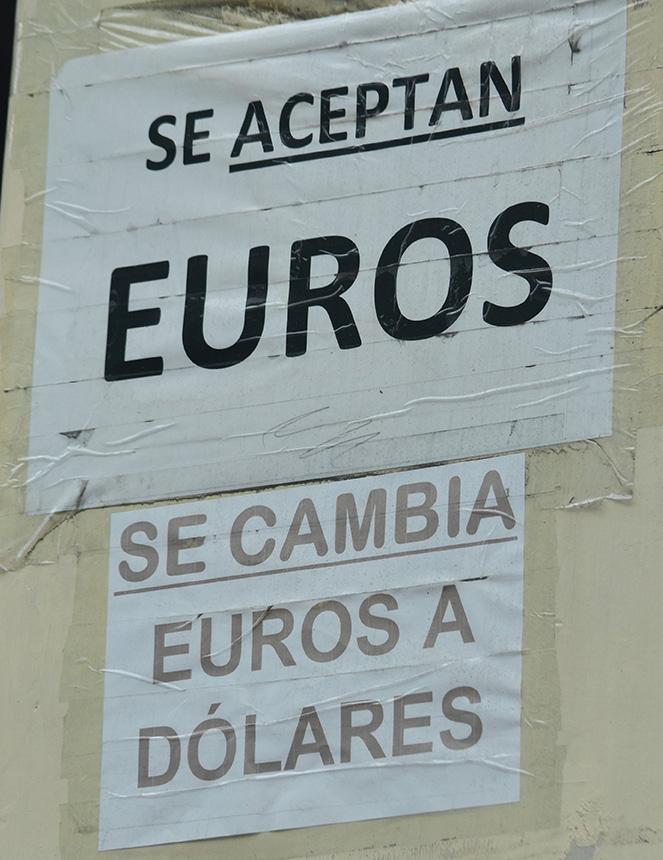 SE ACEPTAN
EUROS
SE CAMBIA
EUROS A
DÓLARES